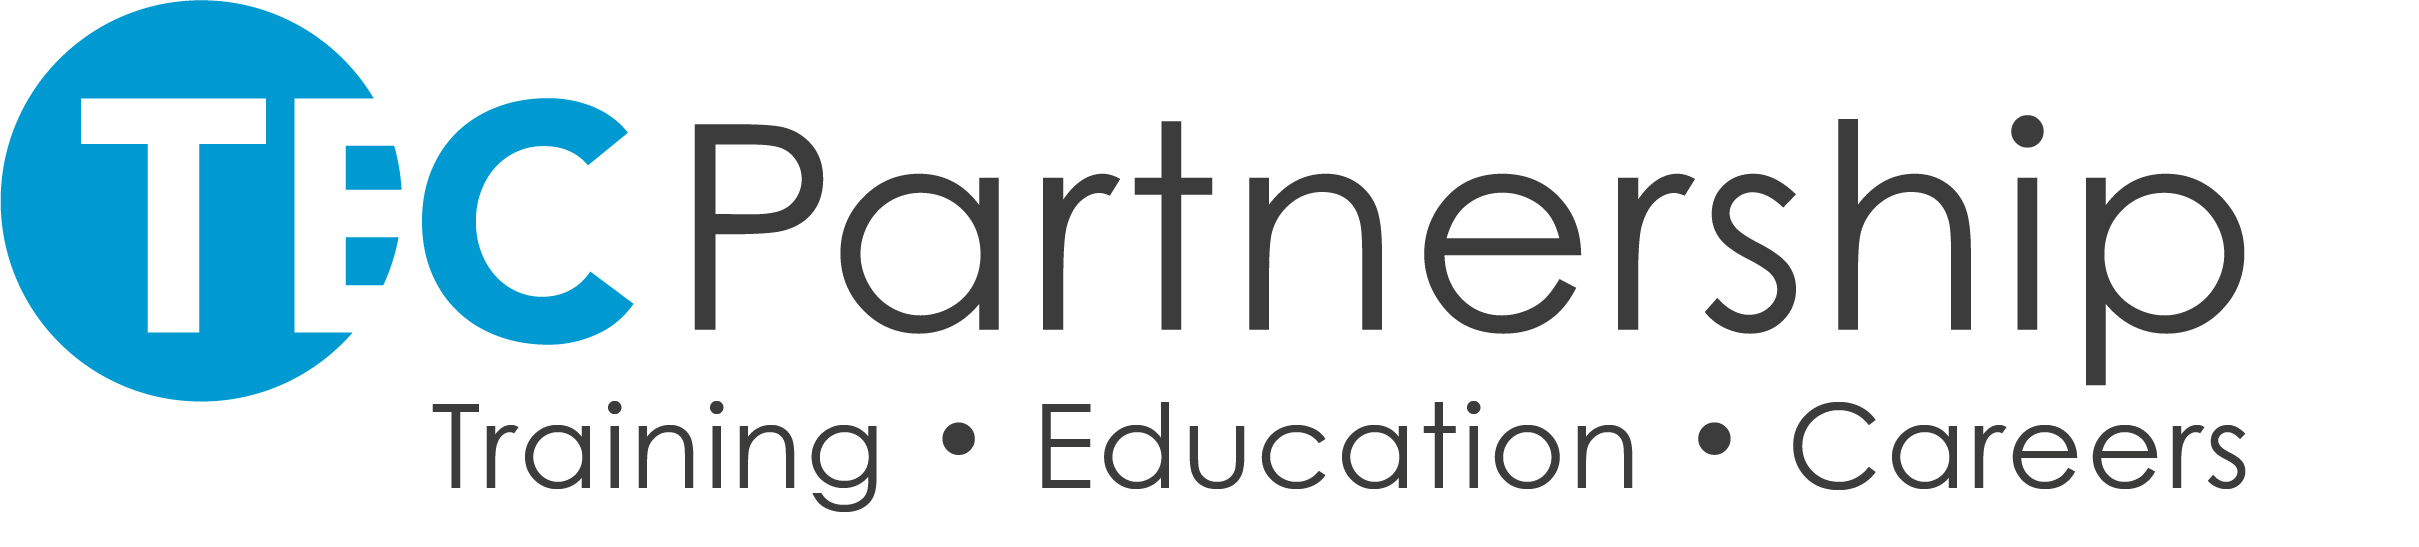 TEC Partnership
Training • Education • Careers